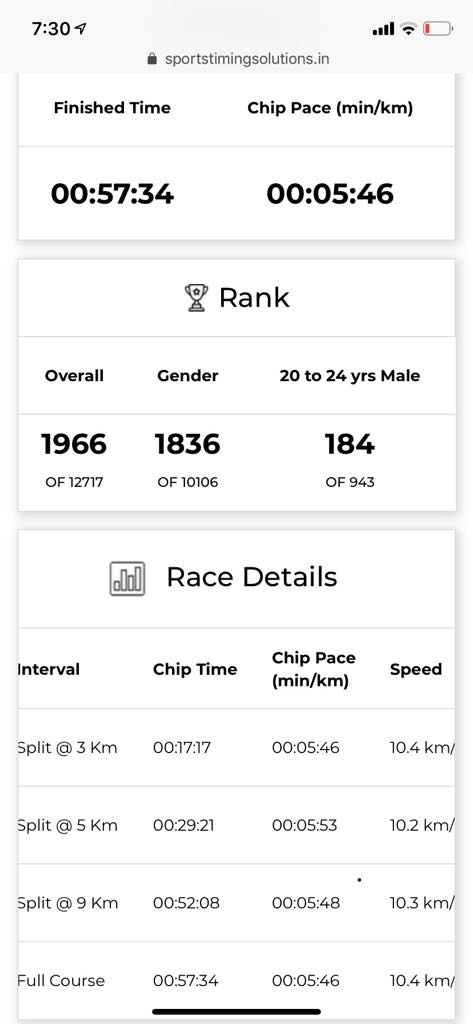 7:30
sportstimingsolutions.in
Finished Time Chip Pace (min/km)
00:57:34 00:05:46
Rank
Overall Gender 20 to 24 yrs Male
1966 1836 184
OF 12717 OF 10106 OF 943
Race Details
Interval Chip Time Chip Pace (min/km) Speed
Split @ 3 Km 00:17:17 00:05:46 10.4 km/
Split @ 5 Km 00:29:21 00:05:53 10.2 km/
Split @ 9 Km 00:52:08 00:05:48 10.3 km/
Full Course 00:57:34 00:05:46 10.4 km/